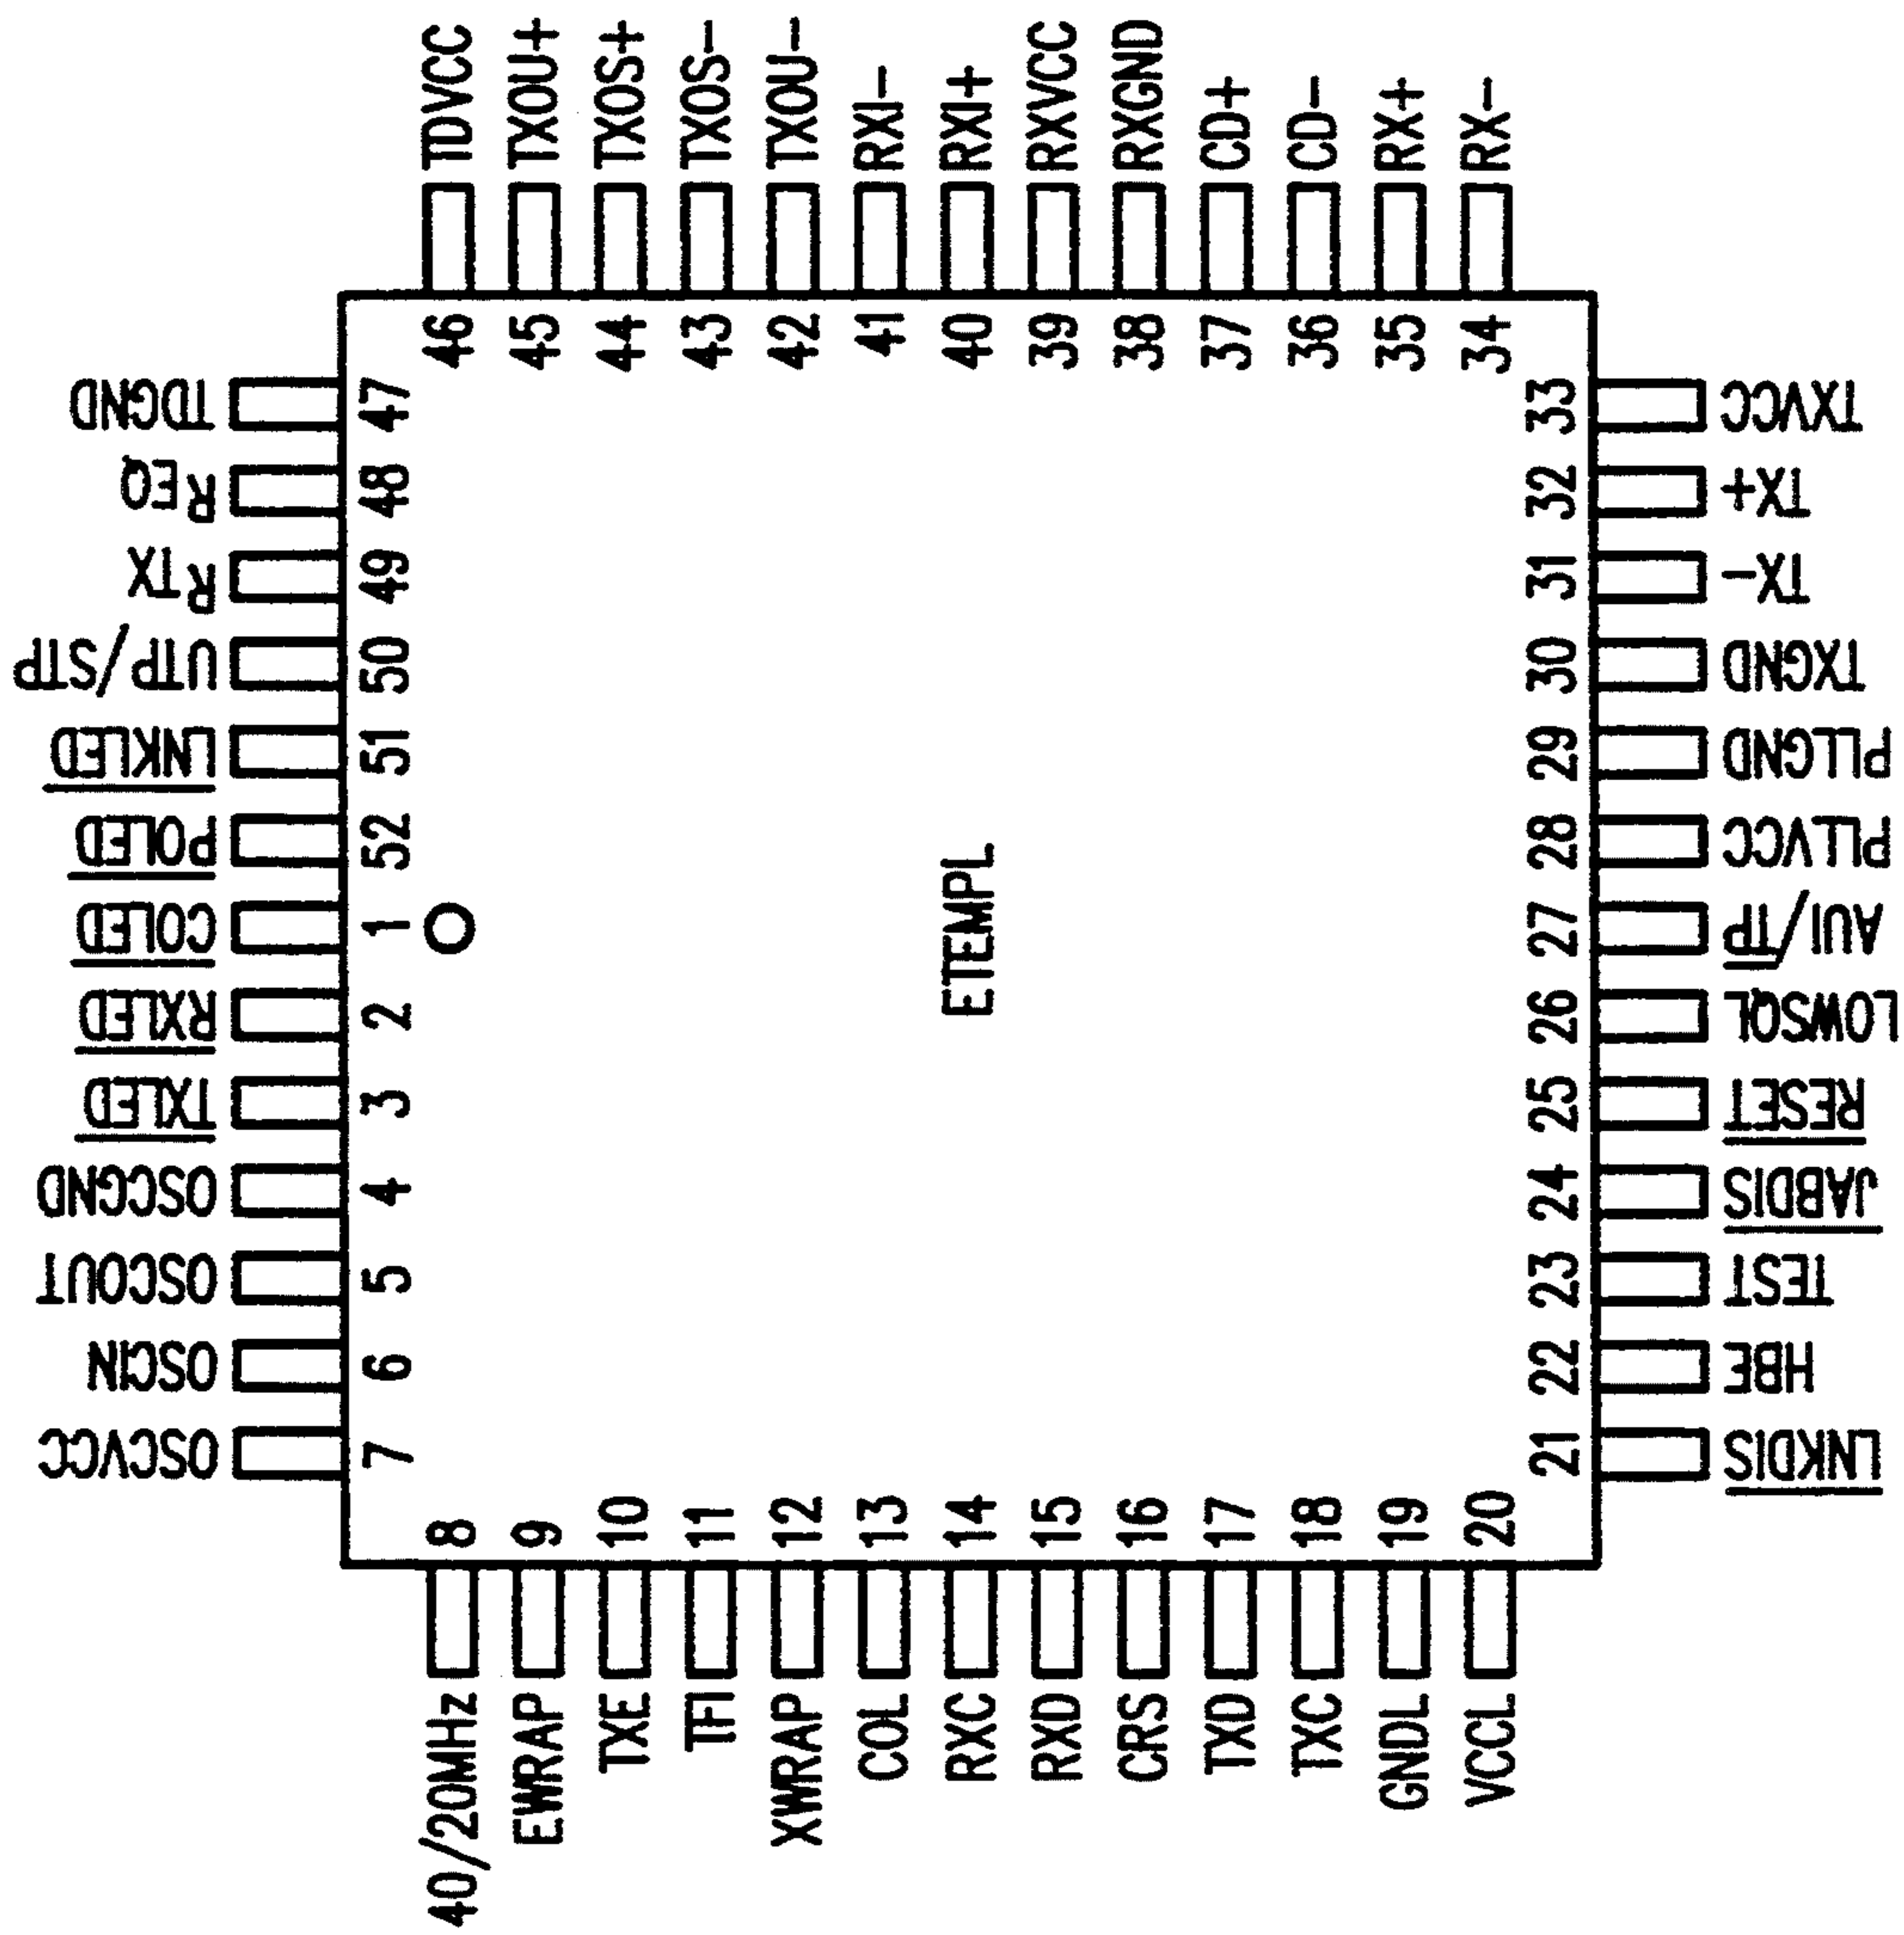 TDVCC
TXOU+
TXOS+
TXOS-
TXOU-
RXI-
RXI+
RXVCC
RXGND
CD+
CD-
RX+
RX-
46
45
44
43
42
41
40
39
38
37
36
35
34
TDGND 47
REQ 48
RTX 49
UTP/STP 50
LNKLED 51
POLED 52
COLED 1
RXLED 2
TXLED 3
OSCGND 4
OSCOUT 5
OSCIN 6
OSCVCC 7
ETEMPL
33 TXVCC
32 TX+
31 TX-
30 TXGND
29 PLLGND
28 PLLVCC
27 AUI/TP
26 LOWSQL
25 RESET
24 JABDIS
23 TEST
22 HBE
21 LNKDIS
8
9
10
11
12
13
14
15
16
17
18
19
20
40/20MHz
EWRAP
TXE
TFI
XWRAP
COL
RXC
RXD
CRS
TXD
TXC
GNDL
VCCL